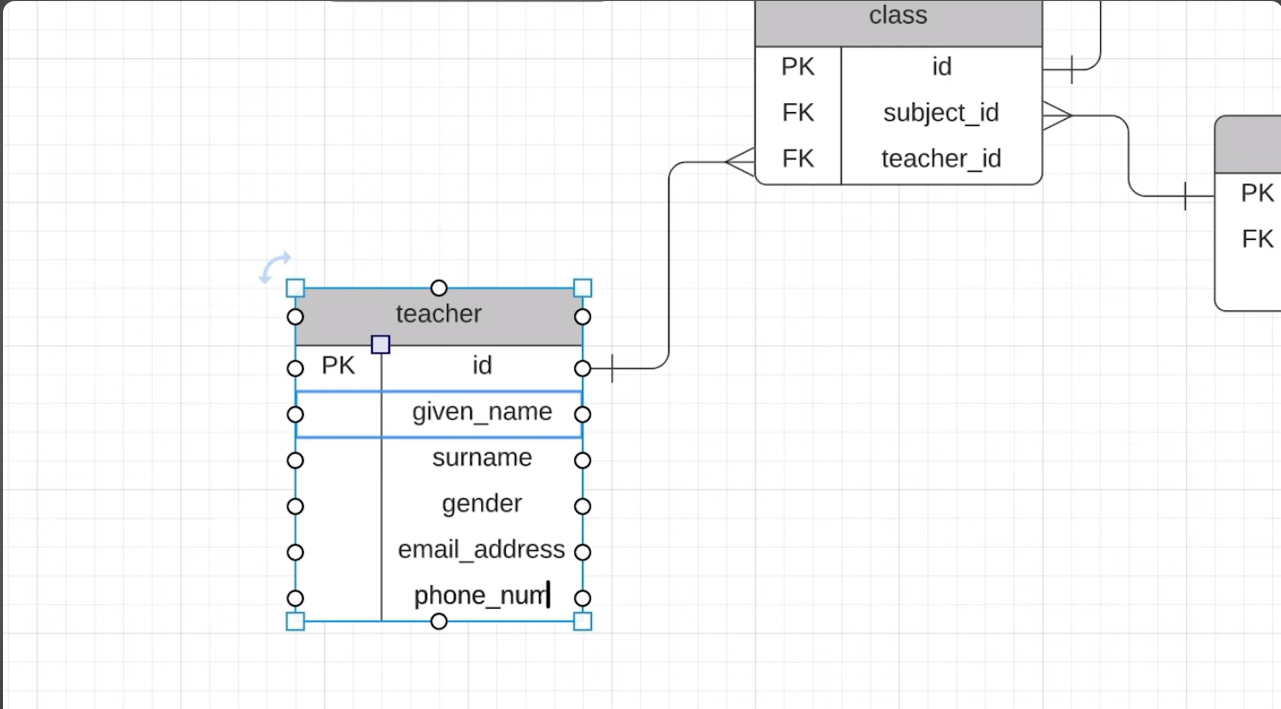 class
PK id
FK subject_id
FK teacher_id
PK
FK
teacher
PK id
given_name
surname
gender
email_address
phone_num